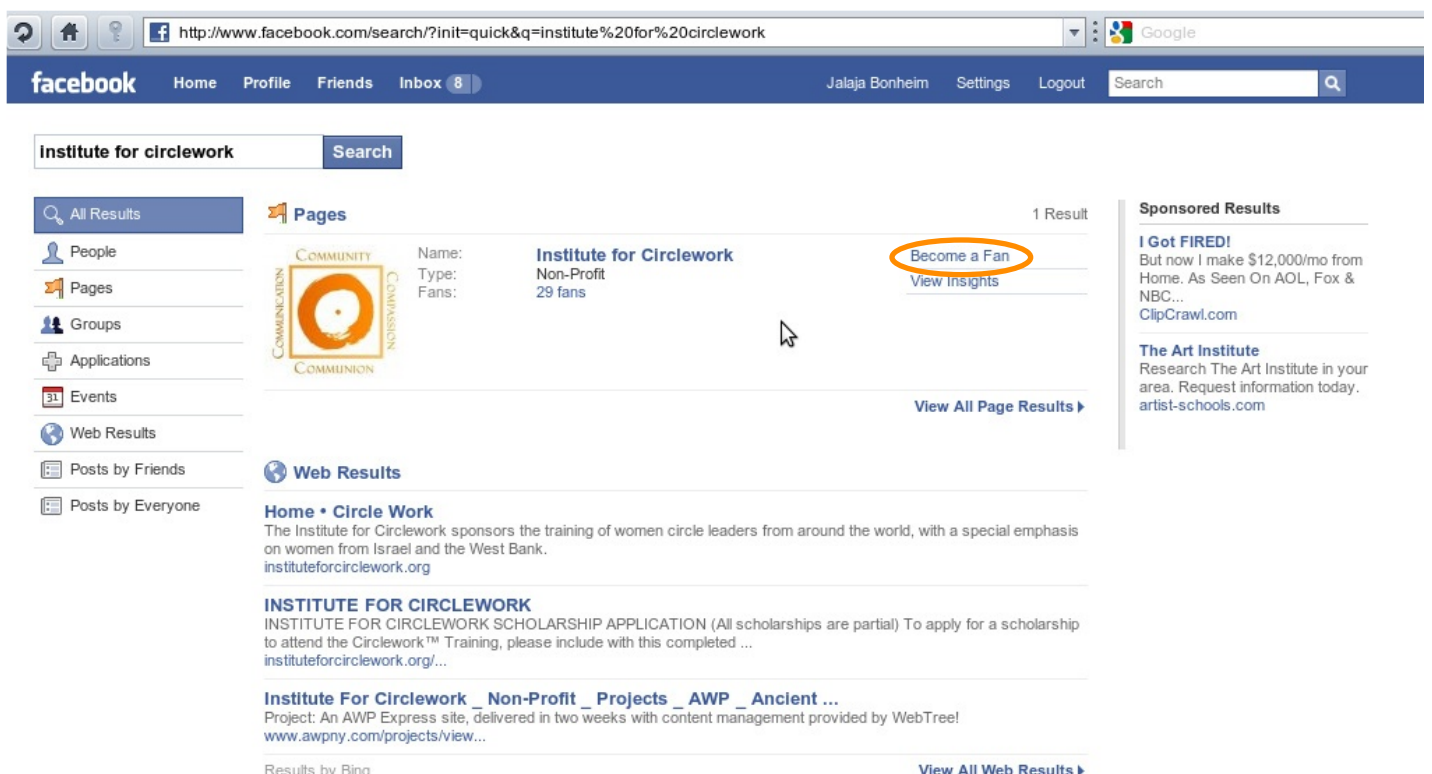 http://www.facebook.com/search/?init=quick&q=institute%20for%20circlework
Google
facebook Home Profile Friends Inbox 8 Jalaja Bonheim Settings Logout Search
institute for circlework Search
All Results
People
Pages
Groups
Applications
31 Events
Web Results
Posts by Friends
Posts by Everyone
Pages 1 Result
COMMUNITY
COMMUNICATION
COMPASSION
COMMUNION
Name: Institute for Circlework
Type: Non-Profit
Fans: 29 fans
Become a Fan
View Insights
View All Page Results
Web Results
Home • Circle Work
The Institute for Circlework sponsors the training of women circle leaders from around the world, with a special emphasis
on women from Israel and the West Bank.
instituteforcirclework.org
INSTITUTE FOR CIRCLEWORK
INSTITUTE FOR CIRCLEWORK SCHOLARSHIP APPLICATION (All scholarships are partial) To apply for a scholarship
to attend the Circlework™ Training, please include with this completed ...
instituteforcirclework.org/...
Institute For Circlework _ Non-Profit _ Projects _ AWP _ Ancient ...
Project: An AWP Express site, delivered in two weeks with content management provided by WebTree!
www.awpny.com/projects/view...
Results by Bing
View All Web Results
Sponsored Results
I Got FIRED!
But now I make $12,000/mo from
Home. As Seen On AOL, Fox &
NBC...
ClipCrawl.com
The Art Institute
Research The Art Institute in your
area. Request information today.
artist-schools.com